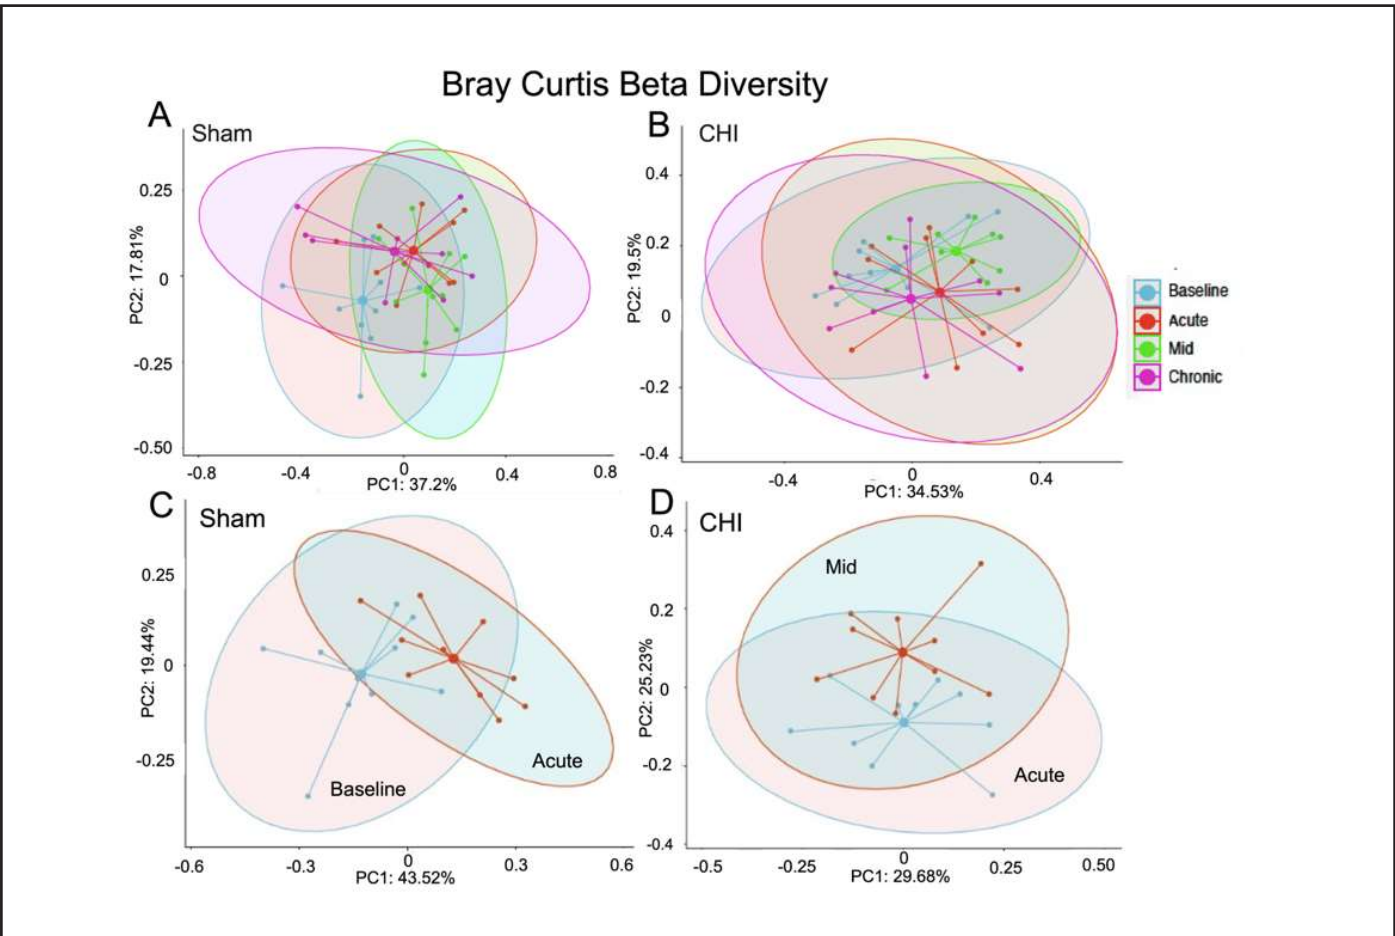 Bray Curtis Beta Diversity
A
Sham
PC2: 17.81%
0.25
0
-0.25
-0.50
-0.8
-0.4
0
0.4
0.8
PC1: 37.2%
B
CHI
PC2: 19.5%
0.4
0.2
0
-0.2
-0.4
-0.4
0
0.4
PC1: 34.53%
Baseline
Acute
Mid
Chronic
C
Sham
PC2: 19.44%
0.25
0
-0.25
Baseline
Acute
-0.6
-0.3
0
0.3
0.6
PC1: 43.52%
D
CHI
PC2: 25.23%
0.4
0.2
0
-0.2
-0.4
Mid
Acute
-0.5
-0.25
0
0.25
0.50
PC1: 29.68%